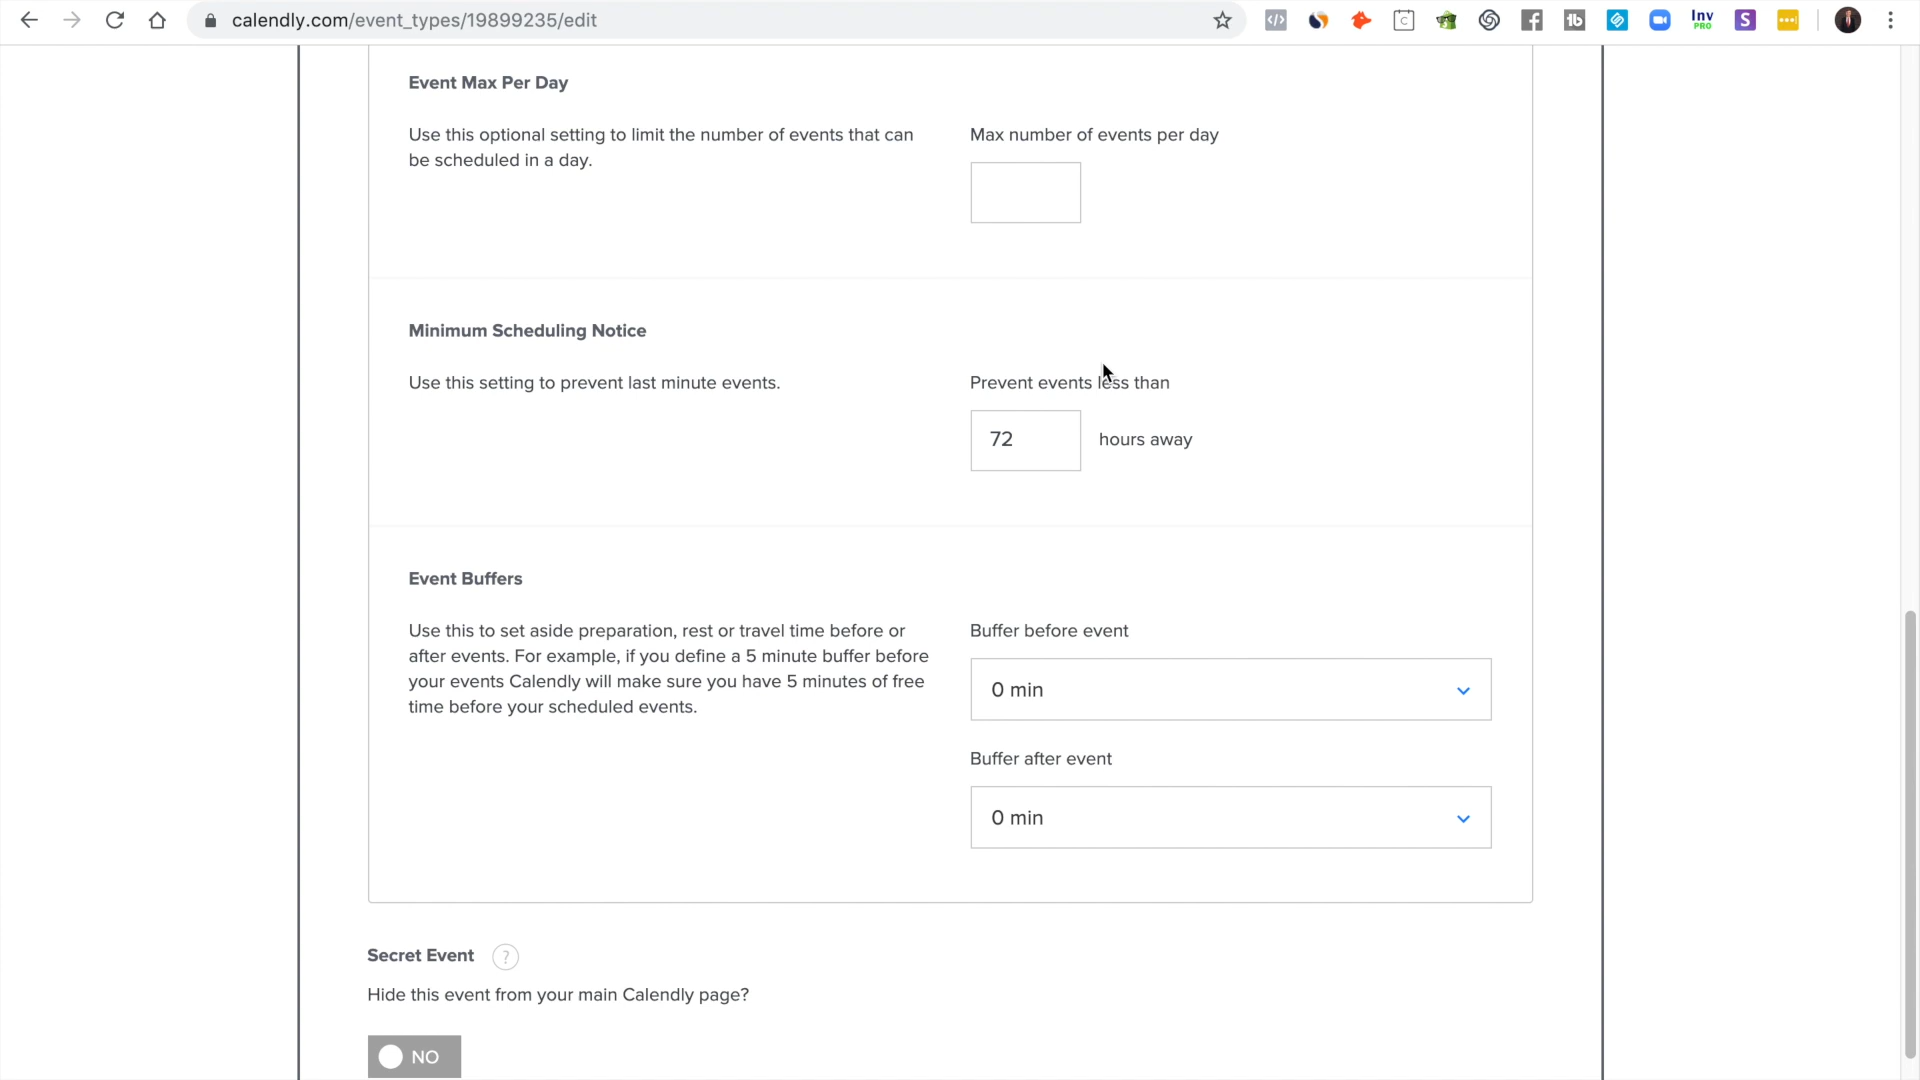 calendly.com/event_types/19899235/edit
Inv
PRO
Event Max Per Day
Use this optional setting to limit the number of events that can
be scheduled in a day.
Max number of events per day
Minimum Scheduling Notice
Use this setting to prevent last minute events.
Prevent events less than
72
hours away
Event Buffers
Use this to set aside preparation, rest or travel time before or
after events. For example, if you define a 5 minute buffer before
your events Calendly will make sure you have 5 minutes of free
time before your scheduled events.
Buffer before event
0 min
Buffer after event
0 min
Secret Event ?
Hide this event from your main Calendly page?
NO